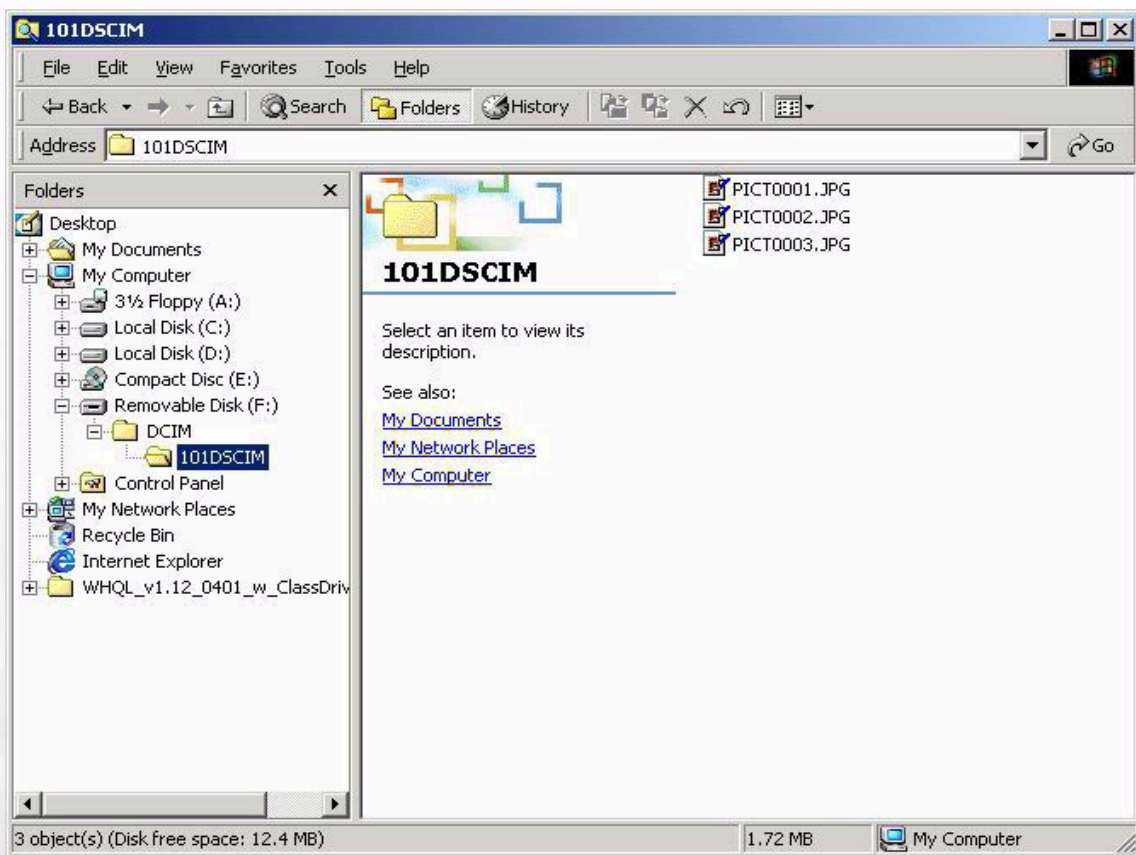 101DSCIM
File Edit View Favorites Tools Help
Back Search Folders History
Address 101DSCIM Go
Folders
Desktop
My Documents
My Computer
3½ Floppy (A:)
Local Disk (C:)
Local Disk (D:)
Compact Disc (E:)
Removable Disk (F:)
DCIM
101DSCIM
Control Panel
My Network Places
Recycle Bin
Internet Explorer
WHQL_v1.12_0401_w_ClassDriv
101DSCIM
Select an item to view its
description.
See also:
My Documents
My Network Places
My Computer
PICT0001.JPG
PICT0002.JPG
PICT0003.JPG
3 object(s) (Disk free space: 12.4 MB) 1.72 MB My Computer